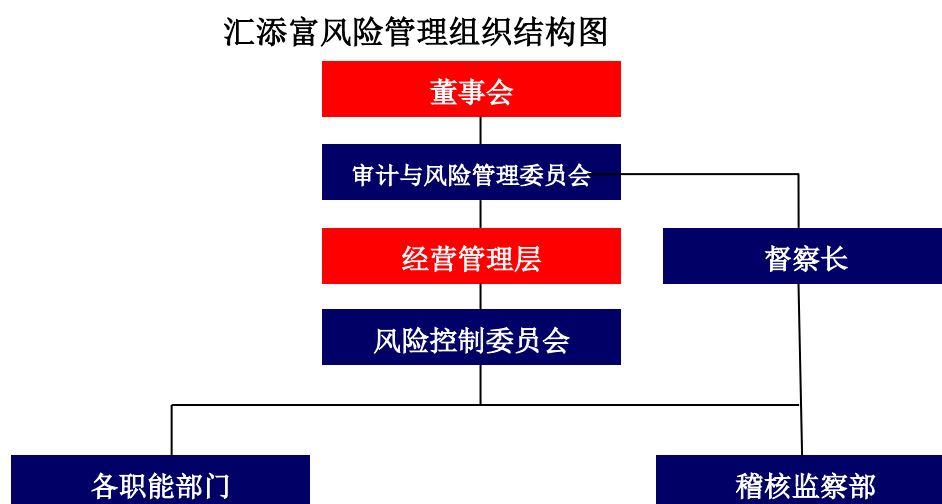 汇添富风险管理组织结构图
董事会
审计与风险管理委员会
经营管理层
督察长
风险控制委员会
各职能部门
稽核监察部